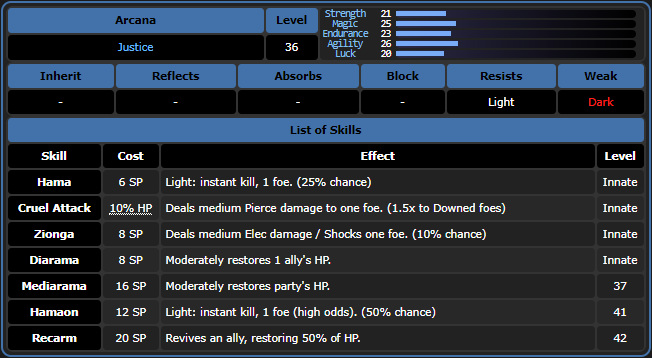 Arcana Level
Justice 36
Strength 21
Magic 25
Endurance 23
Agility 26
Luck 20
Inherit Reflects Absorbs Block Resists Weak
- - - - Light Dark
List of Skills
Skill Cost Effect Level
Hama 6 SP Light: instant kill, 1 foe. (25% chance) Innate
Cruel Attack 10% HP Deals medium Pierce damage to one foe. (1.5x to Downed foes) Innate
Zionga 8 SP Deals medium Elec damage / Shocks one foe. (10% chance) Innate
Diarama 8 SP Moderately restores 1 ally's HP. Innate
Mediarama 16 SP Moderately restores party's HP. 37
Hamaon 12 SP Light: instant kill, 1 foe (high odds). (50% chance) 41
Recarm 20 SP Revives an ally, restoring 50% of HP. 42